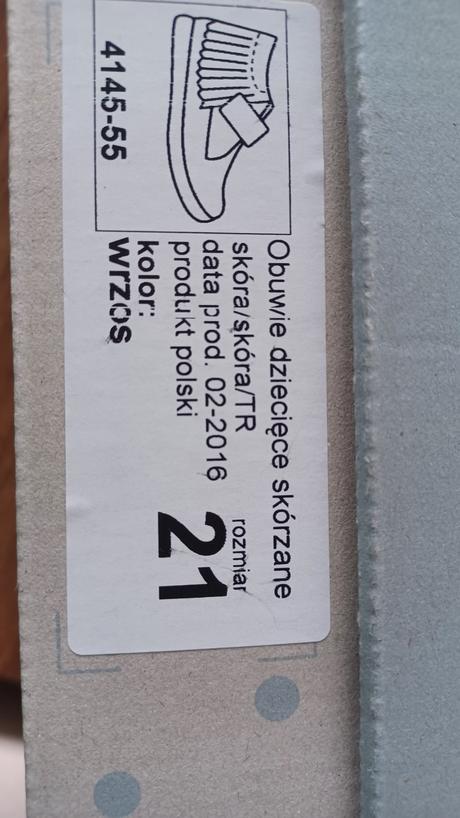 Obuwie dziecięce skórzane
skóra/skóra/TR
data prod. 02-2016
produkt polski
kolor:
wrzos
rozmiar
21
4145-55